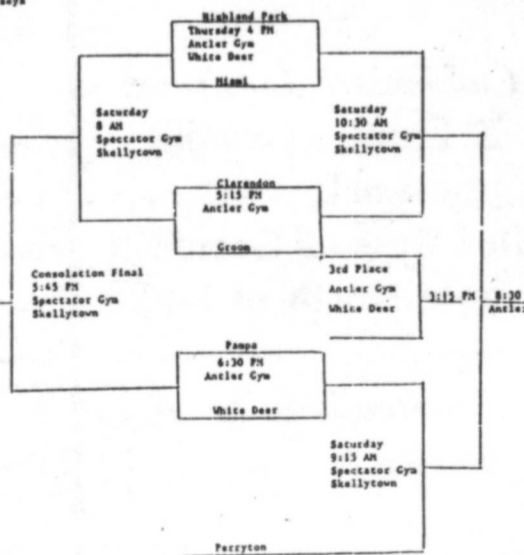 Highland Park
Thursday 4 PM
Antler Gym
White Deer
Miami
Saturday
8 AM
Spectator Gym
Skellytown
Saturday
10:30 AM
Spectator Gym
Skellytown
Clarendon
5:15 PM
Antler Gym
Groom
Consolation Final
5:45 PM
Spectator Gym
Skellytown
3rd Place
Antler Gym
White Deer
3:15 PM
8:30
Antler
Pampa
6:30 PM
Antler Gym
White Deer
Saturday
9:15 AM
Spectator Gym
Skellytown
Perryton